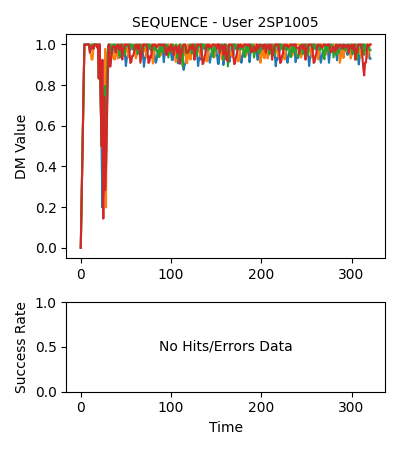 SEQUENCE - User 2SP1005
DM Value
1.0
0.8
0.6
0.4
0.2
0.0
0 100 200 300
Success Rate
1.0
0.5
0.0
No Hits/Errors Data
0 100 200 300
Time